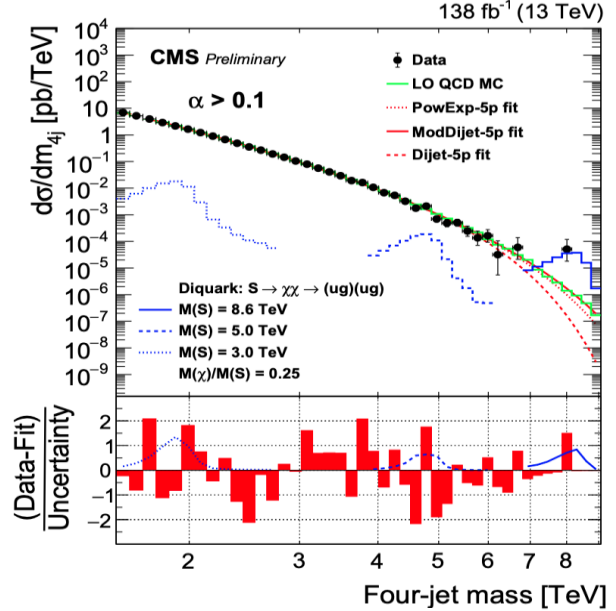 138 fb⁻¹ (13 TeV)
CMS Preliminary
α > 0.1
Data
LO QCD MC
PowExp-5p fit
ModDijet-5p fit
Dijet-5p fit
dσ/dm₄ⱼ [pb/TeV]
10⁴
10³
10²
10
1
10⁻¹
10⁻²
10⁻³
10⁻⁴
10⁻⁵
10⁻⁶
10⁻⁷
10⁻⁸
10⁻⁹
Diquark: S → χχ → (ug)(ug)
M(S) = 8.6 TeV
M(S) = 5.0 TeV
M(S) = 3.0 TeV
M(χ)/M(S) = 0.25
(Data-Fit)
Uncertainty
2
1
0
−1
−2
2 3 4 5 6 7 8
Four-jet mass [TeV]